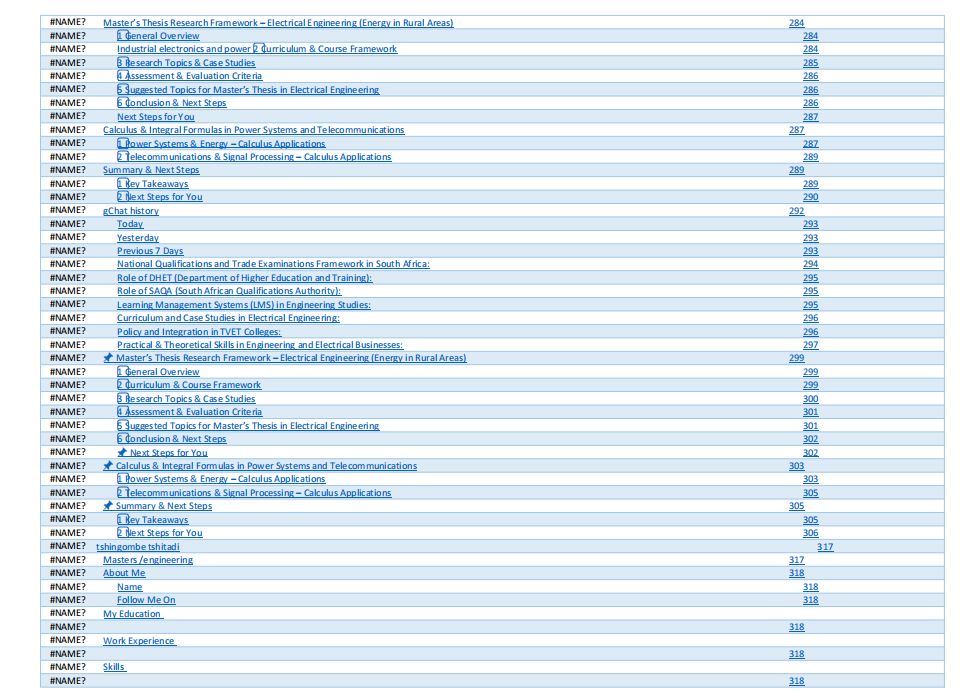 #NAME? Master's Thesis Research Framework – Electrical Engineering (Energy in Rural Areas) 284
#NAME? 1 General Overview 284
#NAME? Industrial electronics and power 2 Curriculum & Course Framework 284
#NAME? 3 Research Topics & Case Studies 285
#NAME? 4 Assessment & Evaluation Criteria 286
#NAME? 5 Suggested Topics for Master's Thesis in Electrical Engineering 286
#NAME? 6 Conclusion & Next Steps 286
#NAME? Next Steps for You 287
#NAME? Calculus & Integral Formulas in Power Systems and Telecommunications 287
#NAME? 1 Power Systems & Energy – Calculus Applications 287
#NAME? 2 Telecommunications & Signal Processing – Calculus Applications 289
#NAME? Summary & Next Steps 289
#NAME? 1 Key Takeaways 289
#NAME? 2 Next Steps for You 290
#NAME? gChat history 292
#NAME? Today 293
#NAME? Yesterday 293
#NAME? Previous 7 Days 293
#NAME? National Qualifications and Trade Examinations Framework in South Africa: 294
#NAME? Role of DHET (Department of Higher Education and Training): 295
#NAME? Role of SAQA (South African Qualifications Authority): 295
#NAME? Learning Management Systems (LMS) in Engineering Studies: 295
#NAME? Curriculum and Case Studies in Electrical Engineering: 296
#NAME? Policy and Integration in TVET Colleges: 296
#NAME? Practical & Theoretical Skills in Engineering and Electrical Businesses: 297
#NAME? 📌 Master's Thesis Research Framework – Electrical Engineering (Energy in Rural Areas) 299
#NAME? 1 General Overview 299
#NAME? 2 Curriculum & Course Framework 299
#NAME? 3 Research Topics & Case Studies 300
#NAME? 4 Assessment & Evaluation Criteria 301
#NAME? 5 Suggested Topics for Master's Thesis in Electrical Engineering 301
#NAME? 6 Conclusion & Next Steps 302
#NAME? 📌 Next Steps for You 302
#NAME? 📌 Calculus & Integral Formulas in Power Systems and Telecommunications 303
#NAME? 1 Power Systems & Energy – Calculus Applications 303
#NAME? 2 Telecommunications & Signal Processing – Calculus Applications 305
#NAME? 📌 Summary & Next Steps 305
#NAME? 1 Key Takeaways 305
#NAME? 2 Next Steps for You 306
#NAME? tshingombe tshitadi 317
#NAME? Masters /engineering 317
#NAME? About Me 318
#NAME? Name 318
#NAME? Follow Me On 318
#NAME? My Education
#NAME? 318
#NAME? Work Experience
#NAME? 318
#NAME? Skills
#NAME? 318